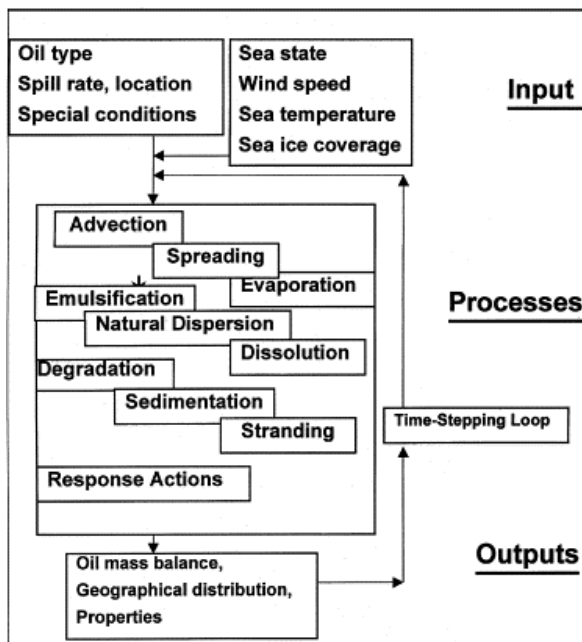 Oil type
Spill rate, location
Special conditions
Sea state
Wind speed
Sea temperature
Sea ice coverage
Input
Advection
Spreading
Evaporation
Emulsification
Natural Dispersion
Dissolution
Degradation
Sedimentation
Stranding
Response Actions
Processes
Time-Stepping Loop
Oil mass balance,
Geographical distribution,
Properties
Outputs